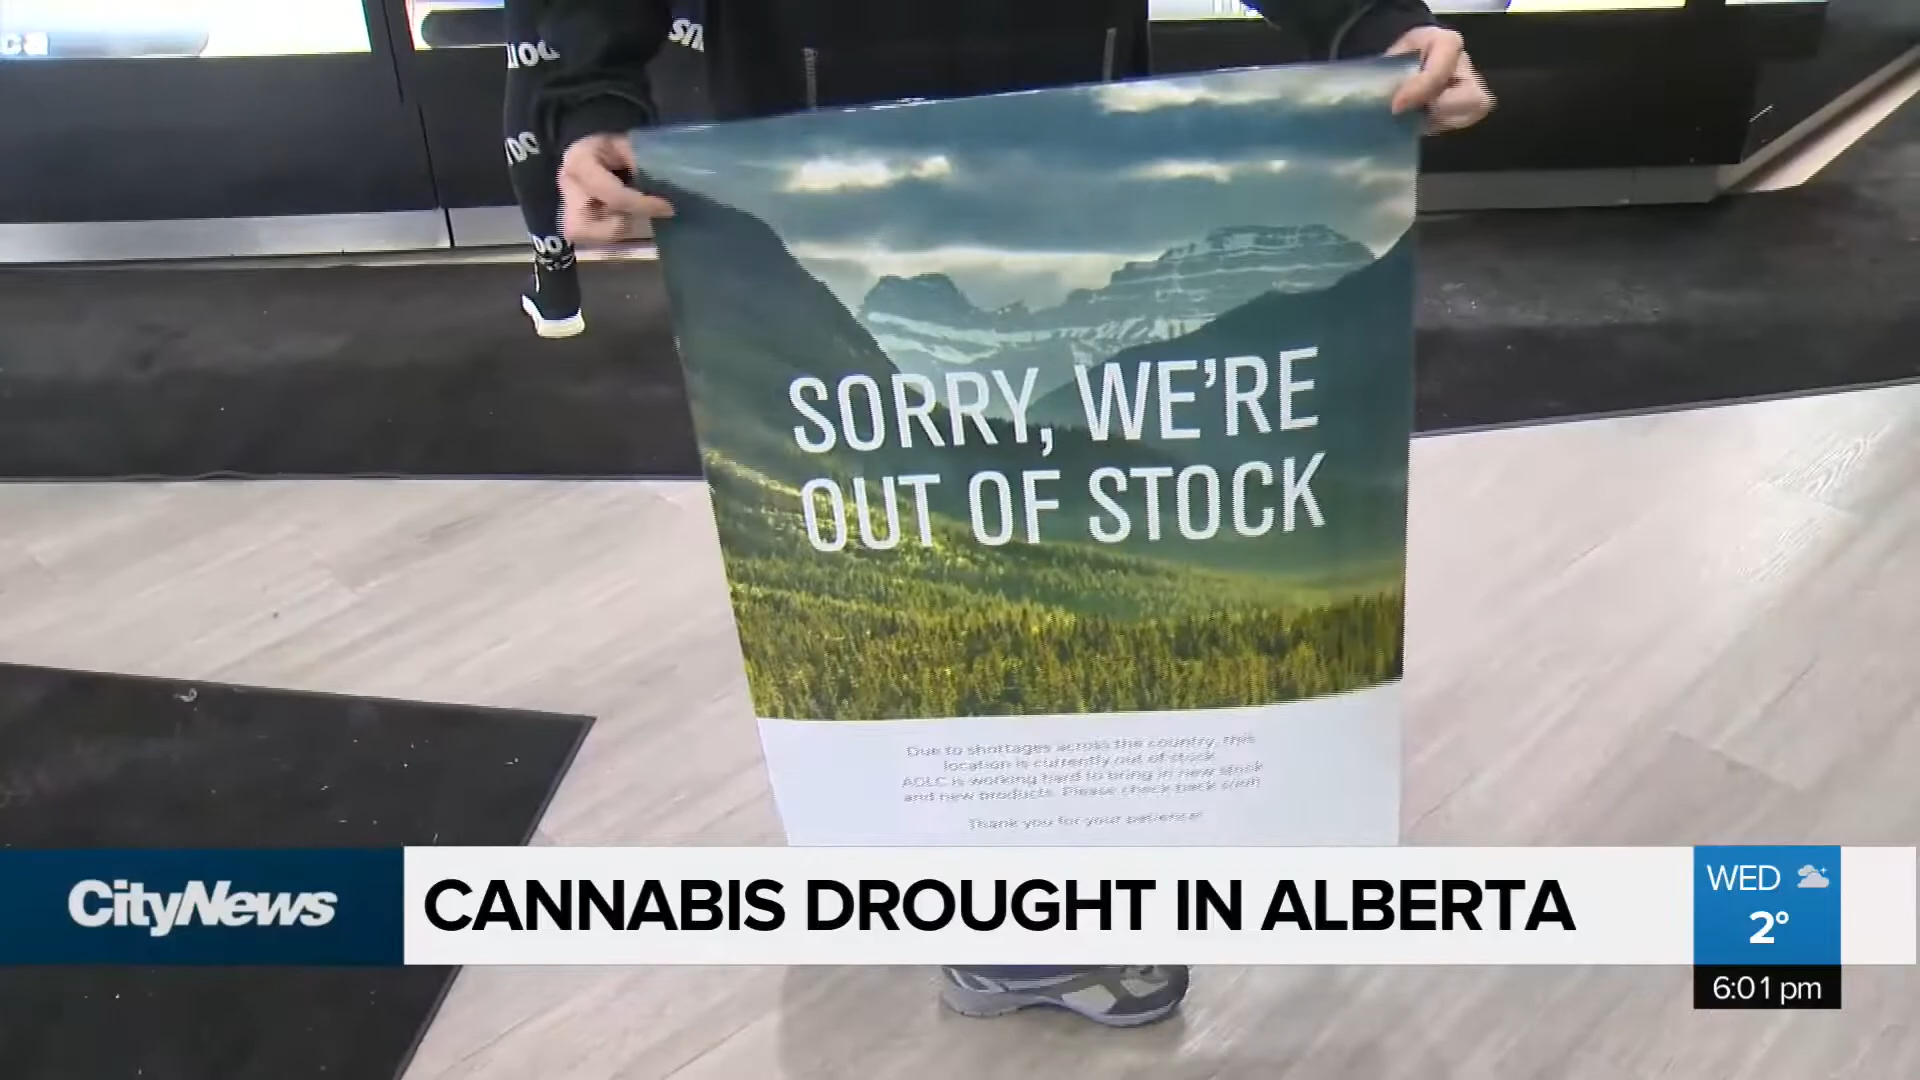 SORRY, WE'RE
OUT OF STOCK
Due to shortages across the country, this
location is currently out of stock
AGLC is working hard to bring in new stock
and new products. Please check back soon
Thank you for your patience!
CityNews
CANNABIS DROUGHT IN ALBERTA
WED
2°
6:01 pm